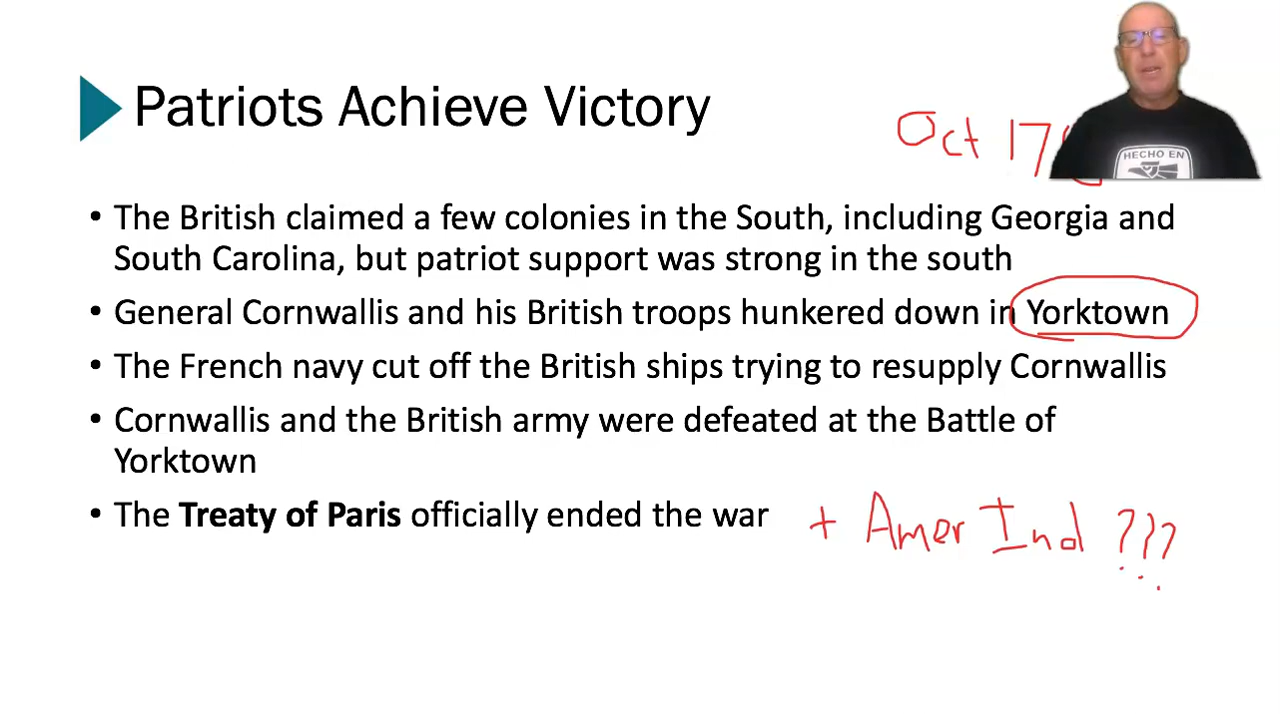 Patriots Achieve Victory
Oct 17
HECHO EN
• The British claimed a few colonies in the South, including Georgia and
South Carolina, but patriot support was strong in the south
• General Cornwallis and his British troops hunkered down in Yorktown
• The French navy cut off the British ships trying to resupply Cornwallis
• Cornwallis and the British army were defeated at the Battle of
Yorktown
• The Treaty of Paris officially ended the war + Amer Ind ???